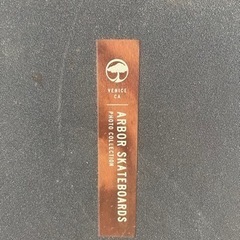 VENICE
CA
ARBOR SKATEBOARDS
PHOTO COLLECTION